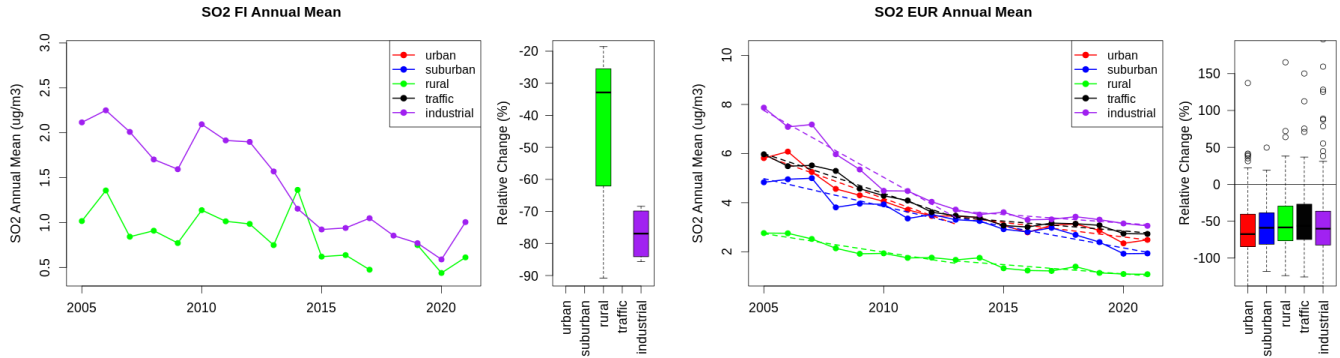 SO2 FI Annual Mean
SO2 Annual Mean (ug/m3)
3.0
2.5
2.0
1.5
1.0
0.5
2005
2010
2015
2020
urban
suburban
rural
traffic
industrial
Relative Change (%)
-20
-30
-40
-50
-60
-70
-80
-90
urban
suburban
rural
traffic
industrial
SO2 EUR Annual Mean
SO2 Annual Mean (ug/m3)
10
8
6
4
2
2005
2010
2015
2020
urban
suburban
rural
traffic
industrial
Relative Change (%)
150
100
50
0
-50
-100
urban
suburban
rural
traffic
industrial